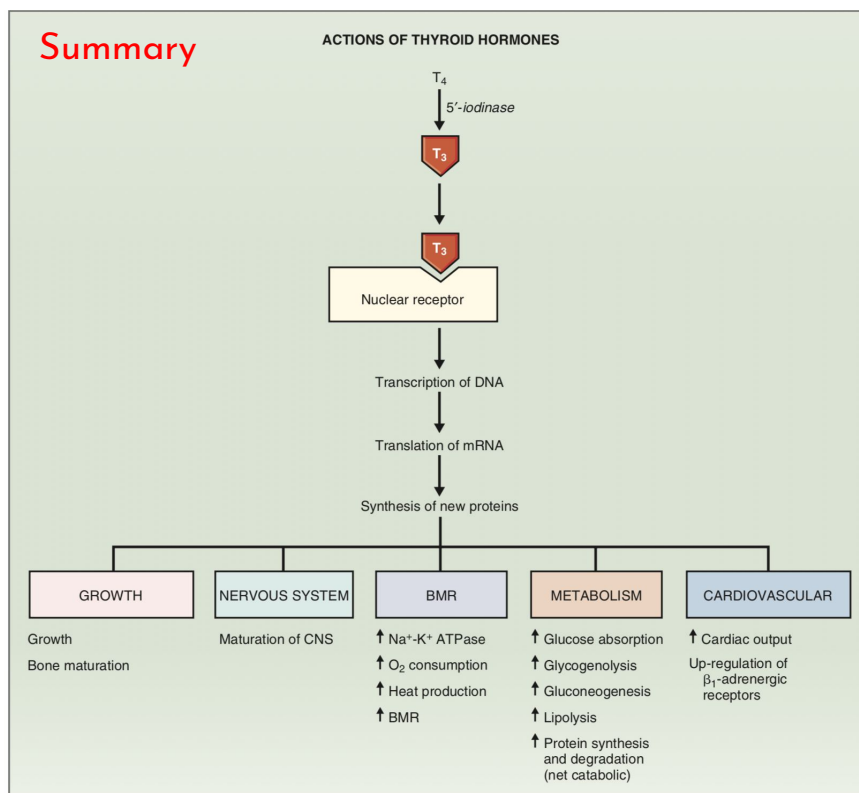 Summary
ACTIONS OF THYROID HORMONES
T₄
5′-iodinase
T₃
T₃
Nuclear receptor
Transcription of DNA
Translation of mRNA
Synthesis of new proteins
GROWTH
Growth
Bone maturation
NERVOUS SYSTEM
Maturation of CNS
BMR
↑ Na⁺-K⁺ ATPase
↑ O₂ consumption
↑ Heat production
↑ BMR
METABOLISM
↑ Glucose absorption
↑ Glycogenolysis
↑ Gluconeogenesis
↑ Lipolysis
↑ Protein synthesis
and degradation
(net catabolic)
CARDIOVASCULAR
↑ Cardiac output
Up-regulation of
β₁-adrenergic
receptors